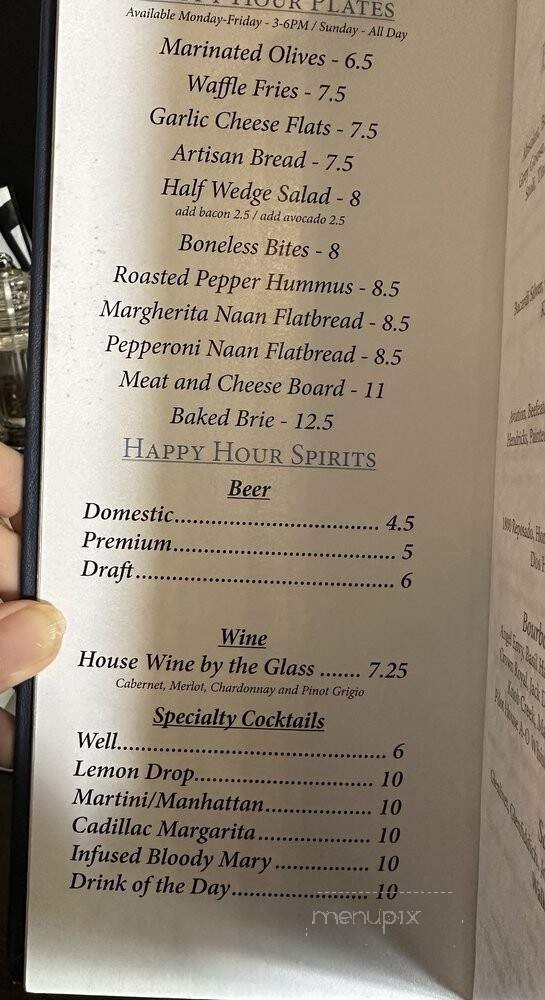 Hour Plates
Available Monday-Friday - 3-6PM / Sunday - All Day
Marinated Olives - 6.5
Waffle Fries - 7.5
Garlic Cheese Flats - 7.5
Artisan Bread - 7.5
Half Wedge Salad - 8
add bacon 2.5 / add avocado 2.5
Boneless Bites - 8
Roasted Pepper Hummus - 8.5
Margherita Naan Flatbread - 8.5
Pepperoni Naan Flatbread - 8.5
Meat and Cheese Board - 11
Baked Brie - 12.5
Happy Hour Spirits
Beer
Domestic.................................. 4.5
Premium..................................... 5
Draft........................................... 6
Wine
House Wine by the Glass ....... 7.25
Cabernet, Merlot, Chardonnay and Pinot Grigio
Specialty Cocktails
Well............................................. 6
Lemon Drop.............................. 10
Martini/Manhattan.................. 10
Cadillac Margarita................... 10
Infused Bloody Mary................ 10
Drink of the Day....................... 10
menupix